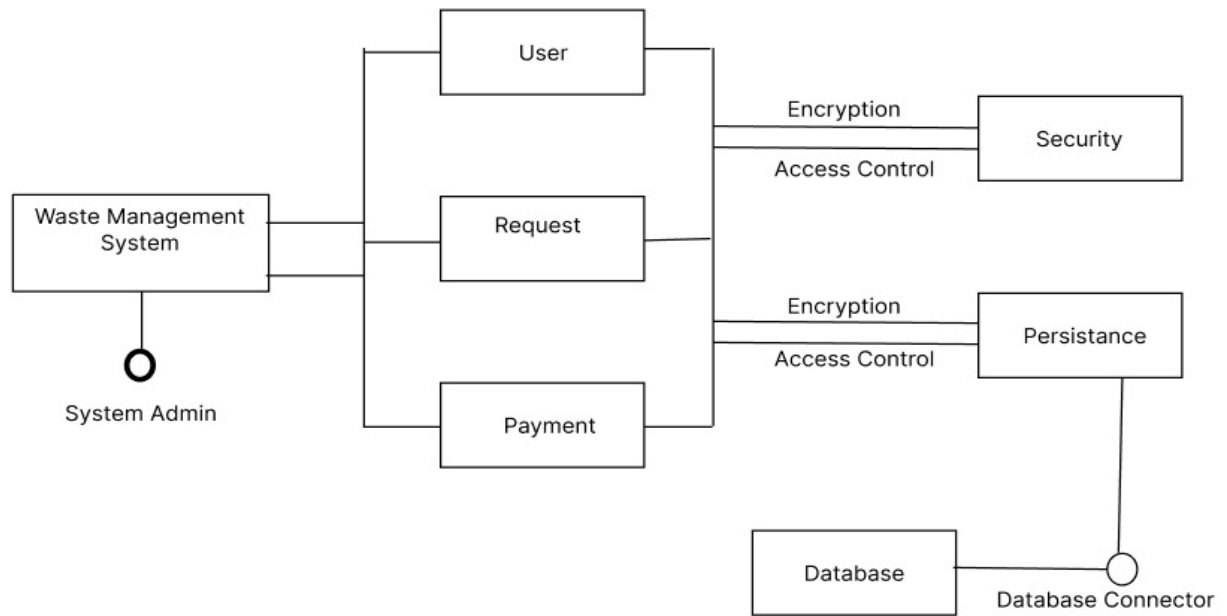 User
Encryption
Security
Access Control
Waste Management
System
Request
Encryption
Persistance
Access Control
System Admin
Payment
Database
Database Connector